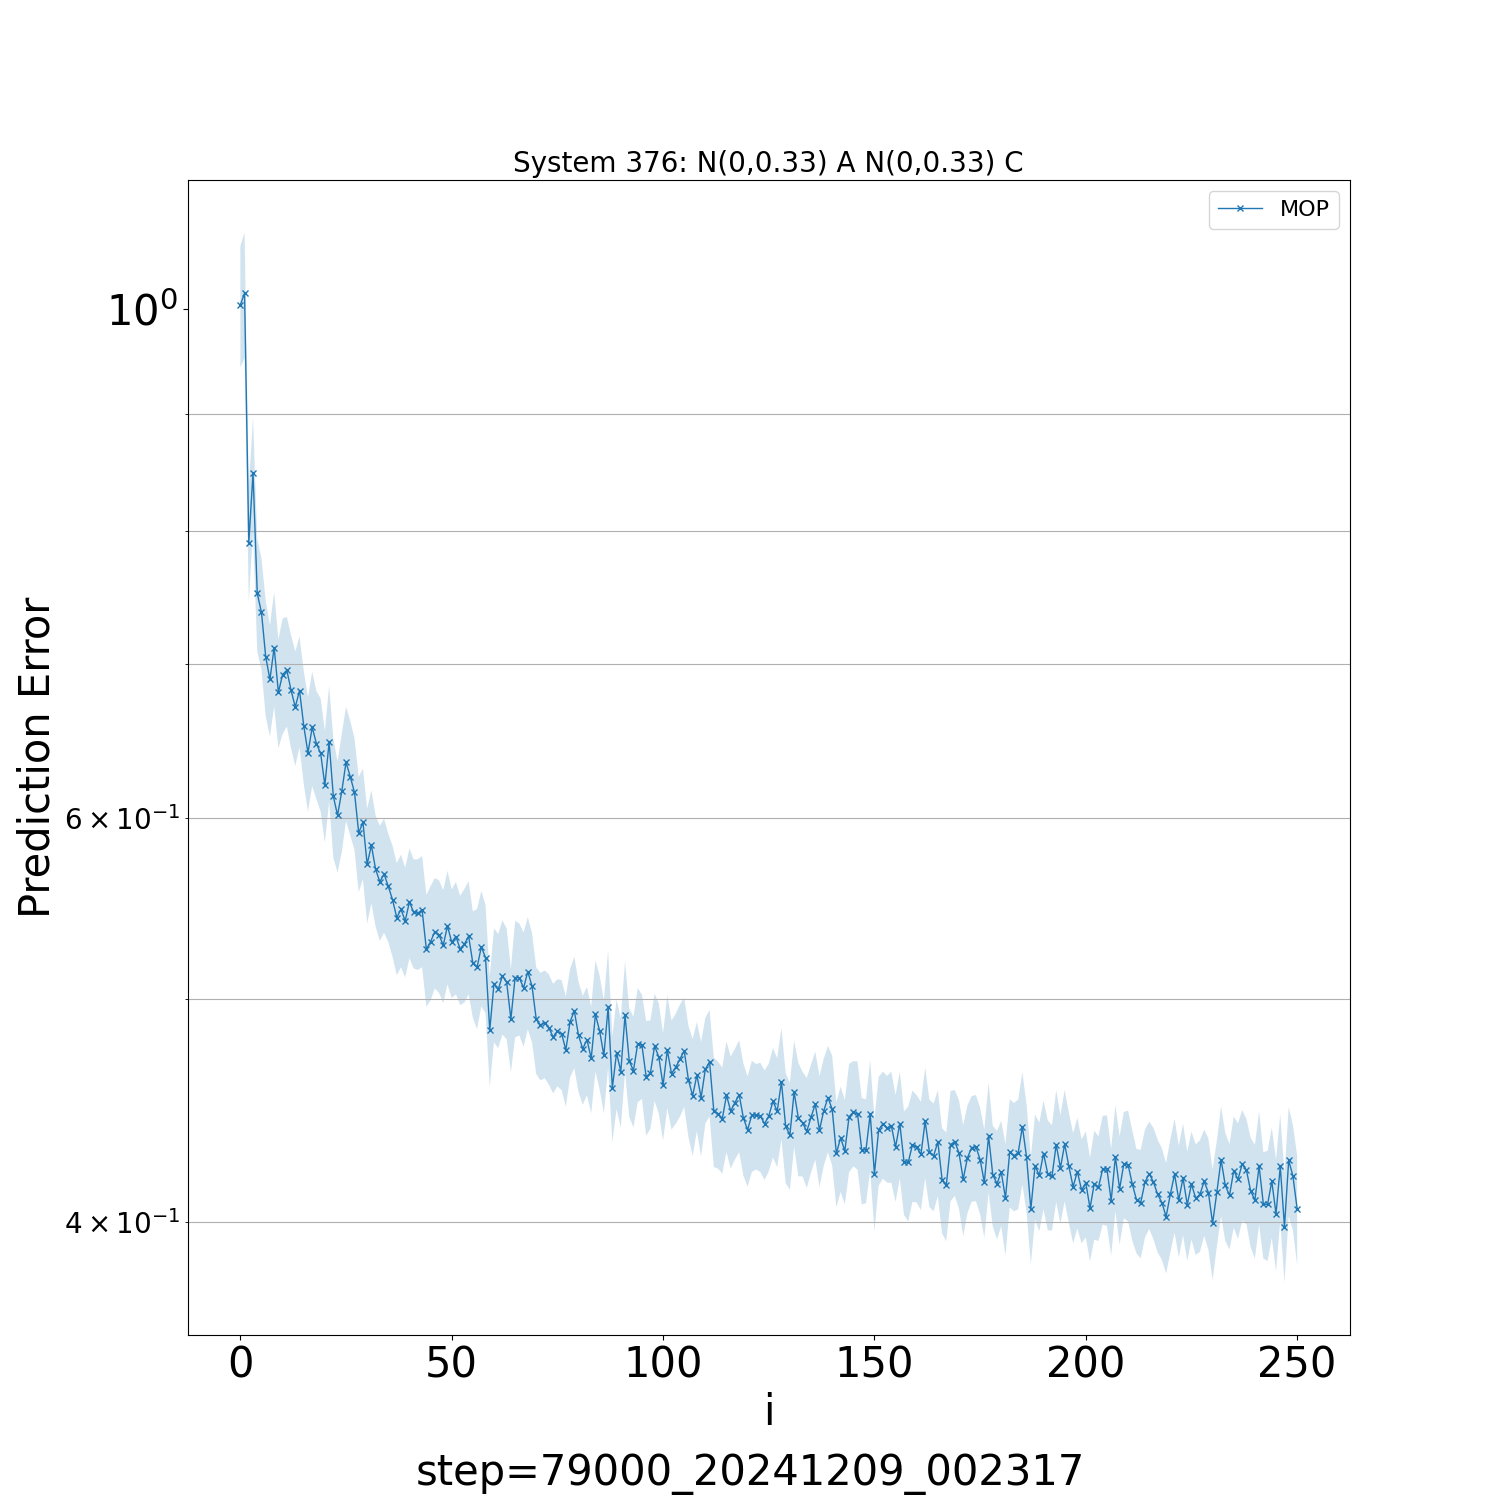 System 376: N(0,0.33) A N(0,0.33) C
MOP
10⁰
6 × 10⁻¹
4 × 10⁻¹
Prediction Error
0 50 100 150 200 250
i
step=79000_20241209_002317